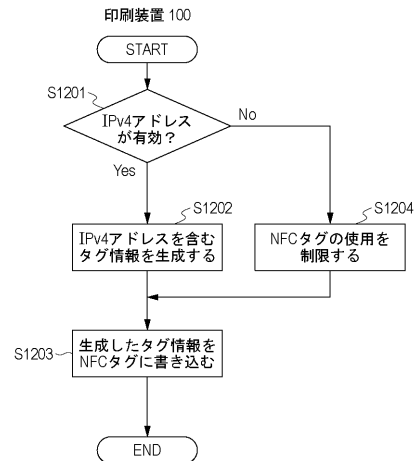 印刷装置 100
START
S1201
IPv4アドレス
が有効？
No
Yes
S1202
IPv4アドレスを含む
タグ情報を生成する
S1204
NFCタグの使用を
制限する
S1203
生成したタグ情報を
NFCタグに書き込む
END